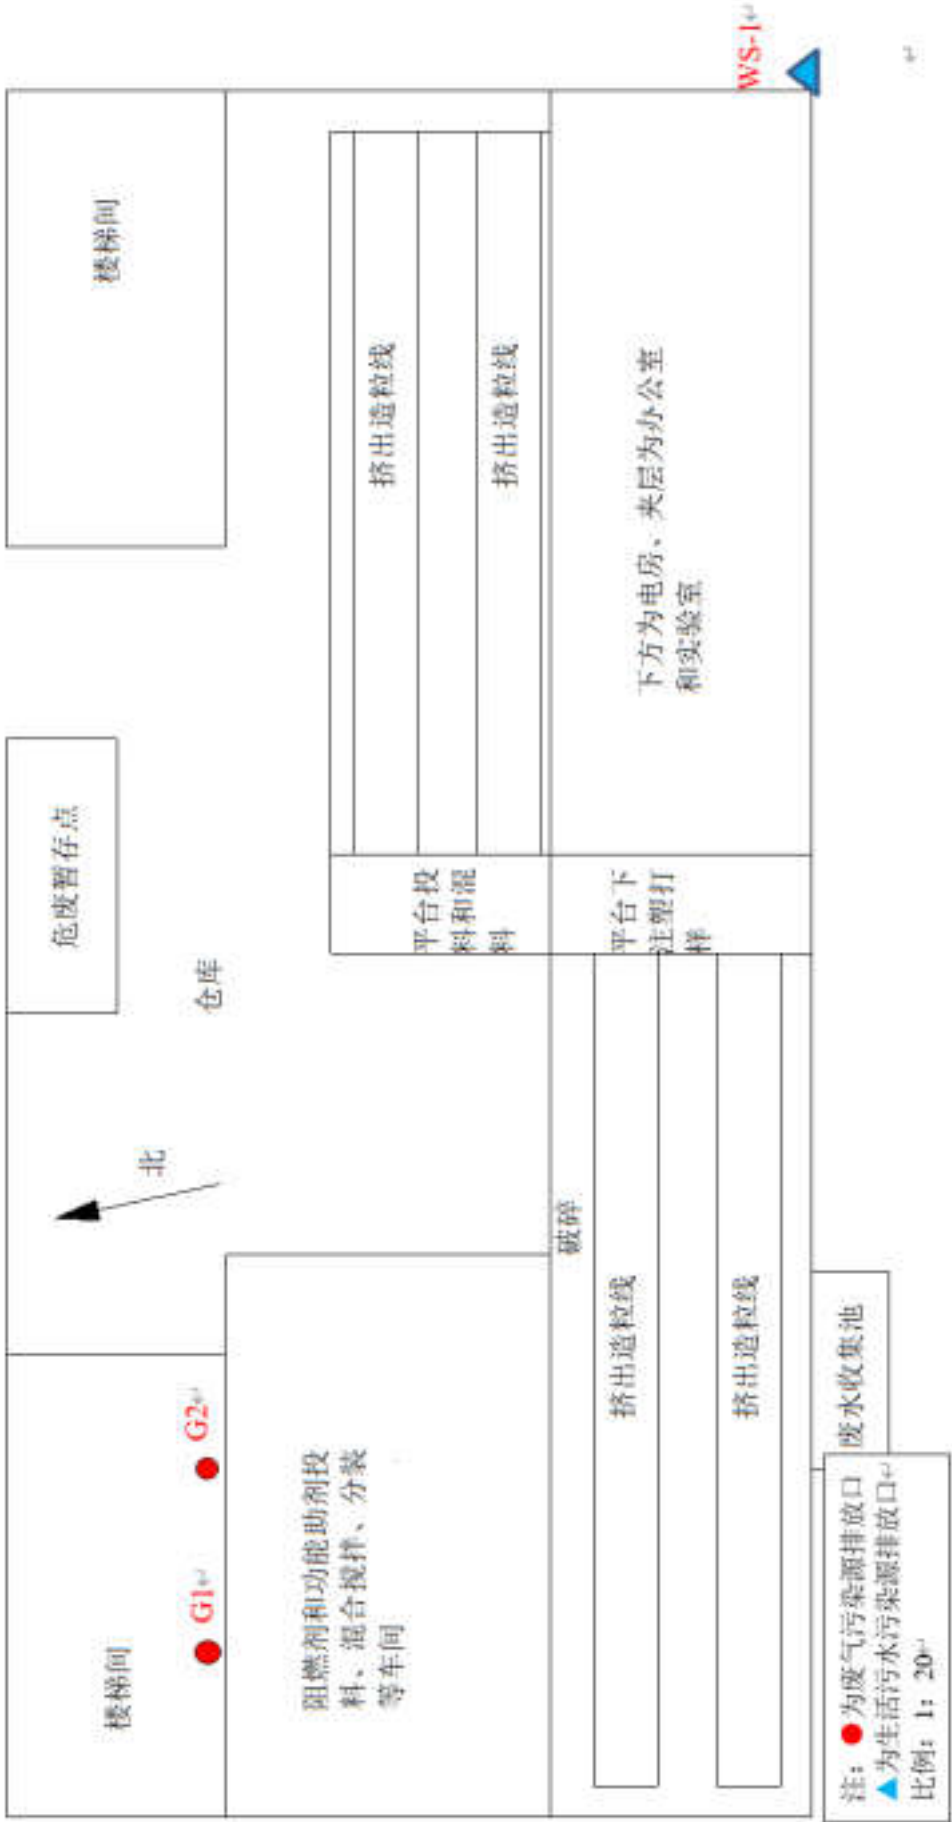 楼梯间
G1
G2
危废暂存点
楼梯间
仓库
北
阻燃剂和功能助剂投
料、混合搅拌、分装
等车间
平台投
料和混
料
挤出造粒线
挤出造粒线
破碎
挤出造粒线
挤出造粒线
平台下
注塑打
样
下方为电房、夹层为办公室
和实验室
WS-1
废水收集池
注：为废气污染源排放口
为生活污水污染源排放口
比例：1：20